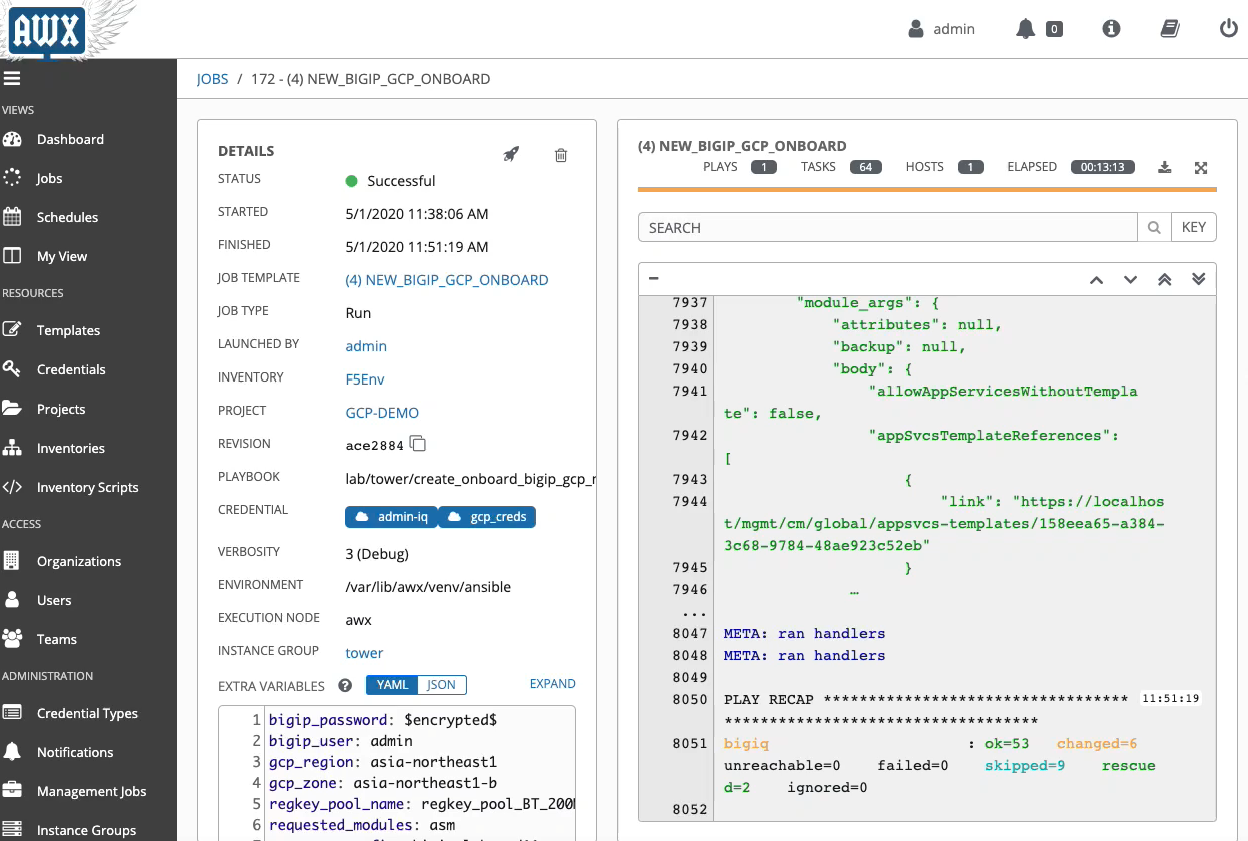 AWX
admin
0
JOBS / 172 - (4) NEW_BIGIP_GCP_ONBOARD
VIEWS
Dashboard
Jobs
Schedules
My View
RESOURCES
Templates
Credentials
Projects
Inventories
Inventory Scripts
ACCESS
Organizations
Users
Teams
ADMINISTRATION
Credential Types
Notifications
Management Jobs
Instance Groups
DETAILS
STATUS Successful
STARTED 5/1/2020 11:38:06 AM
FINISHED 5/1/2020 11:51:19 AM
JOB TEMPLATE (4) NEW_BIGIP_GCP_ONBOARD
JOB TYPE Run
LAUNCHED BY admin
INVENTORY F5Env
PROJECT GCP-DEMO
REVISION ace2884
PLAYBOOK lab/tower/create_onboard_bigip_gcp_r
CREDENTIAL admin-iq gcp_creds
VERBOSITY 3 (Debug)
ENVIRONMENT /var/lib/awx/venv/ansible
EXECUTION NODE awx
INSTANCE GROUP tower
EXTRA VARIABLES ? YAML JSON EXPAND
1 bigip_password: $encrypted$
2 bigip_user: admin
3 gcp_region: asia-northeast1
4 gcp_zone: asia-northeast1-b
5 regkey_pool_name: regkey_pool_BT_200
6 requested_modules: asm
(4) NEW_BIGIP_GCP_ONBOARD
PLAYS 1 TASKS 64 HOSTS 1 ELAPSED 00:13:13
SEARCH KEY
7937 "module_args": {
7938 "attributes": null,
7939 "backup": null,
7940 "body": {
7941 "allowAppServicesWithoutTempla
te": false,
7942 "appSvcsTemplateReferences":
[
7943 {
7944 "link": "https://localhos
t/mgmt/cm/global/appsvcs-templates/158eea65-a384-
3c68-9784-48ae923c52eb"
7945 }
7946 …
...
8047 META: ran handlers
8048 META: ran handlers
8049
8050 PLAY RECAP ********************************** 11:51:19
***********************************
8051 bigiq : ok=53 changed=6
unreachable=0 failed=0 skipped=9 rescue
d=2 ignored=0
8052